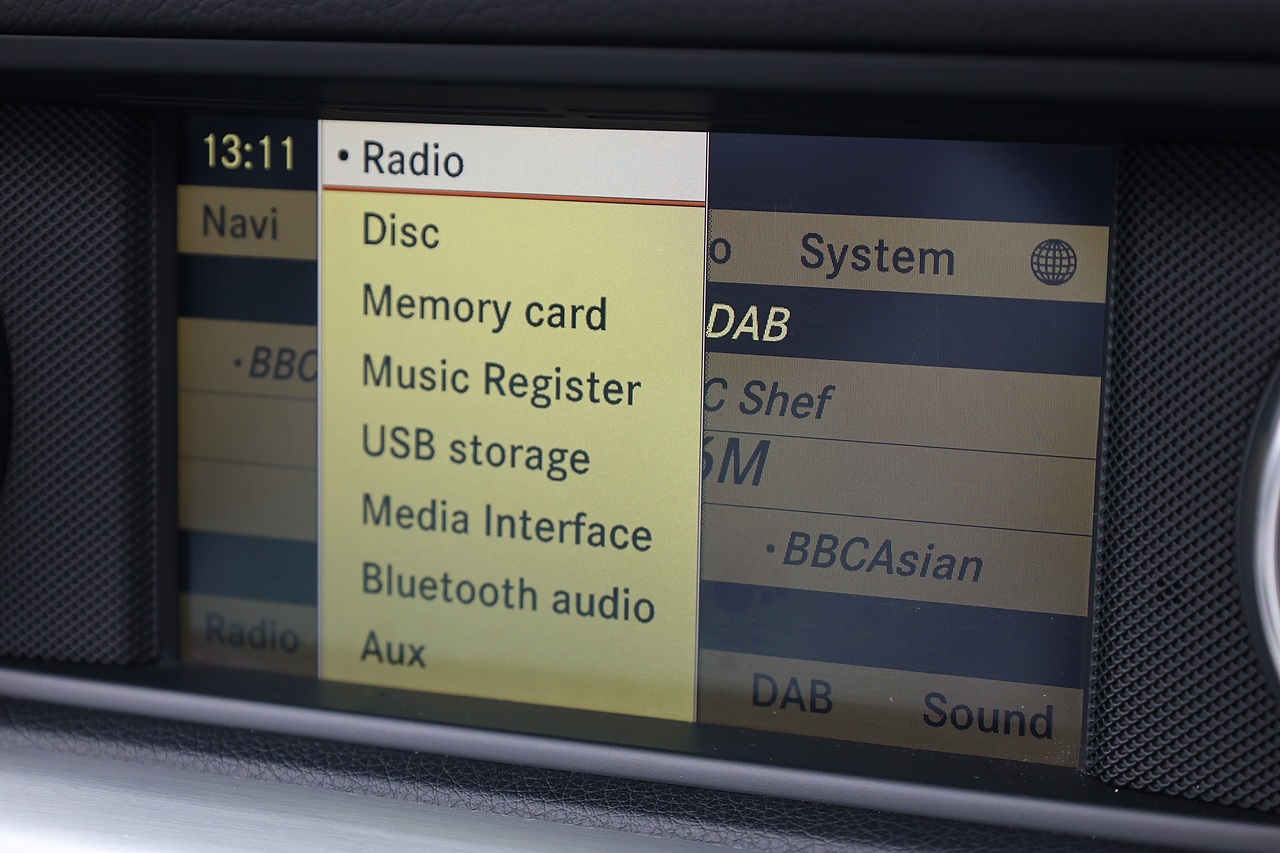 13:11
• Radio
Navi
Disc
System
Memory card
DAB
•BBC
Music Register
C Shef
USB storage
6M
Media Interface
•BBCAsian
Bluetooth audio
Radio
Aux
DAB
Sound